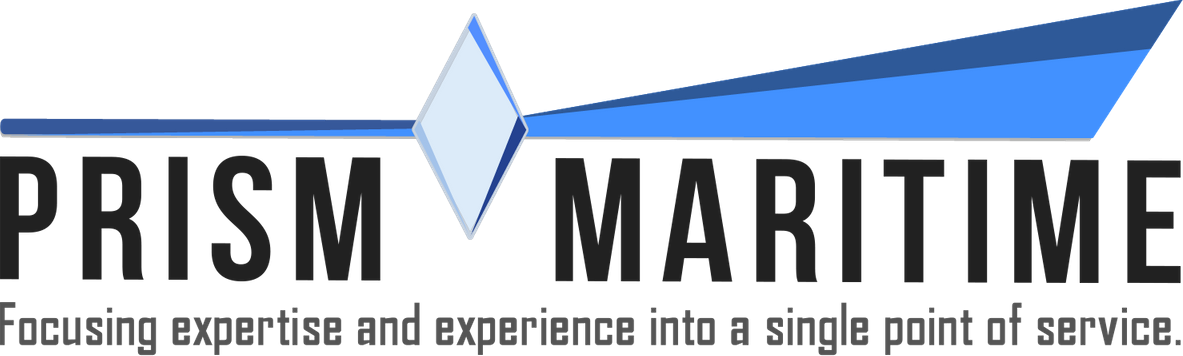 PRISM MARITIME
Focusing expertise and experience into a single point of service.